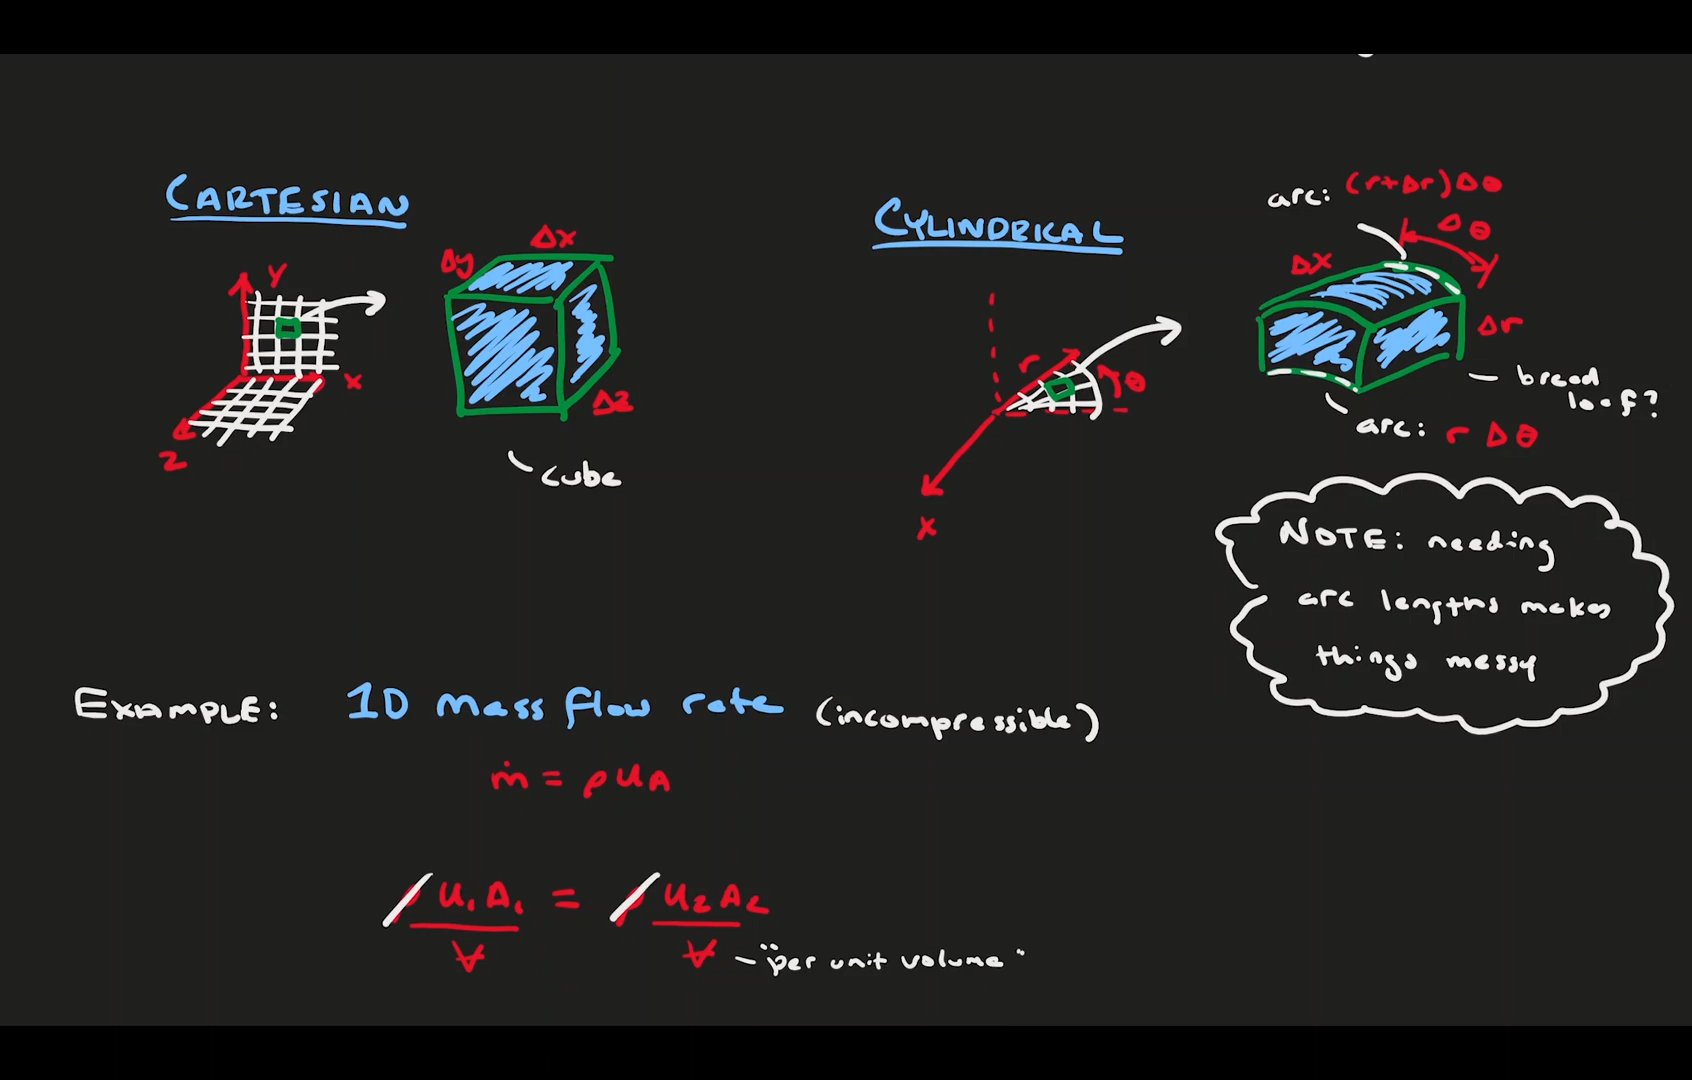 CARTESIAN
Y
X
Z
Δx
Δy
Δz
cube
CYLINDRICAL
r
θ
x
arc: (r+Δr)Δθ
Δθ
Δx
Δr
bread
loaf?
arc: r Δθ
NOTE: needing
arc lengths makes
things messy
EXAMPLE: 1D mass flow rate (incompressible)
ṁ = ρUA
ρ U₁A₁ = ρ U₂A₂
V V "per unit volume"